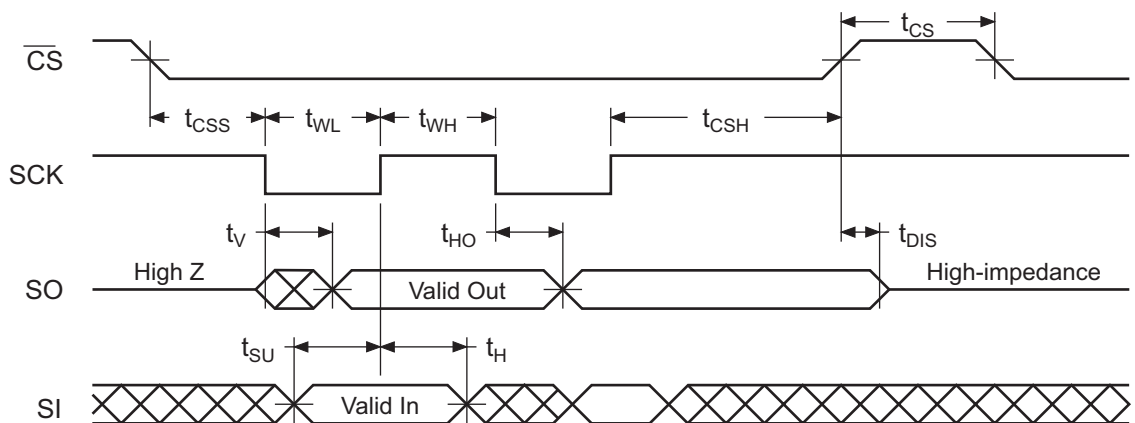 t_CS
C̅S̅
t_CSS t_WL t_WH t_CSH
SCK
t_V t_HO t_DIS
SO High Z Valid Out High-impedance
t_SU t_H
SI Valid In